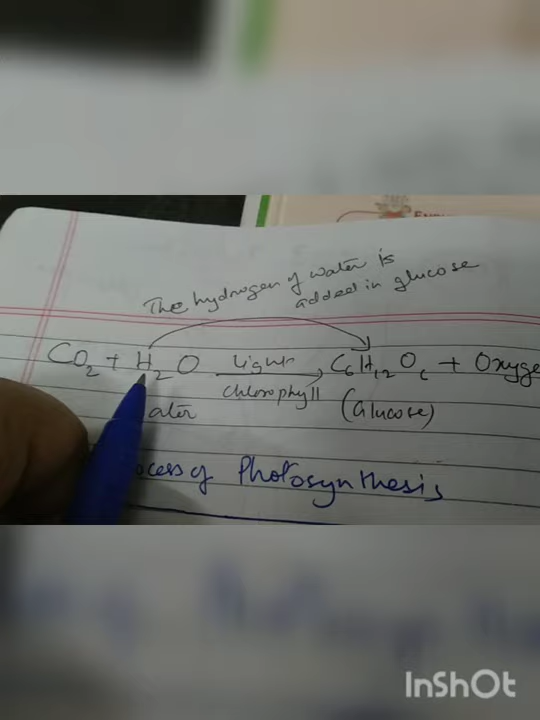 The hydrogen of water is
added in glucose
CO2 + H2O Light C6H12O6 + Oxyge
chlorophyll
ater (Glucose)
ocess of Photosynthesis
InShOt